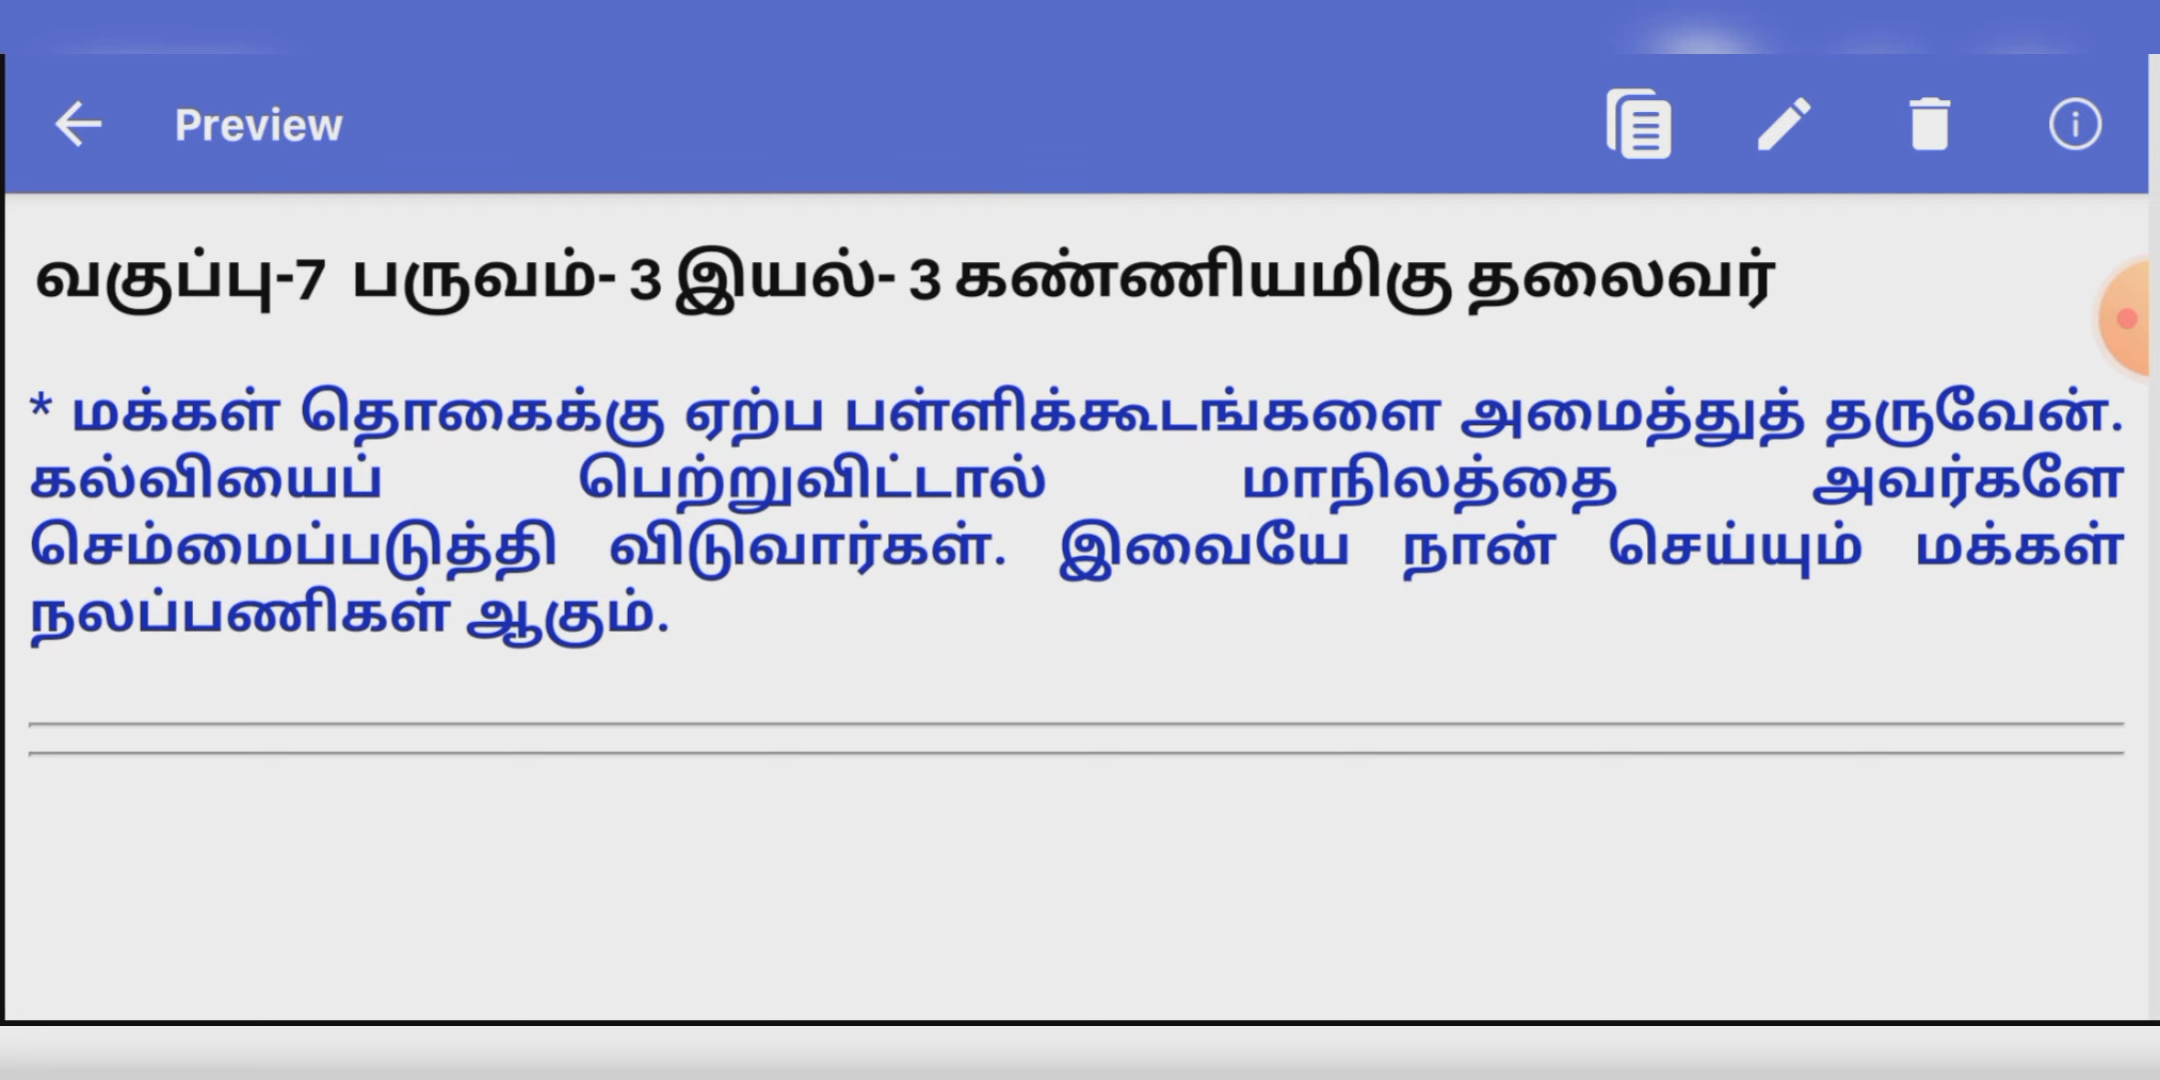 Preview
வகுப்பு-7 பருவம்- 3 இயல்- 3 கண்ணியமிகு தலைவர்
* மக்கள் தொகைக்கு ஏற்ப பள்ளிக்கூடங்களை அமைத்துத் தருவேன்.
கல்வியைப் பெற்றுவிட்டால் மாநிலத்தை அவர்களே
செம்மைப்படுத்தி விடுவார்கள். இவையே நான் செய்யும் மக்கள்
நலப்பணிகள் ஆகும்.